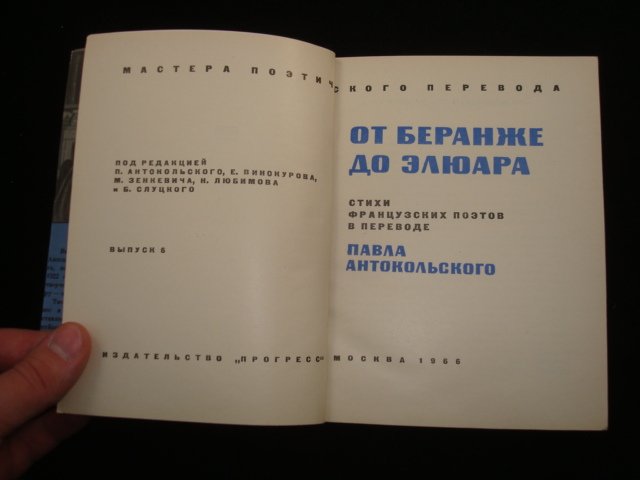 МАСТЕРА ПОЭТИЧЕСКОГО ПЕРЕВОДА
ПОД РЕДАКЦИЕЙ
П. АНТОКОЛЬСКОГО, Е. ВИНОКУРОВА,
М. ЗЕНКЕВИЧА, Н. ЛЮБИМОВА
И Б. СЛУЦКОГО
ВЫПУСК 6
ОТ БЕРАНЖЕ
ДО ЭЛЮАРА
СТИХИ
ФРАНЦУЗСКИХ ПОЭТОВ
В ПЕРЕВОДЕ
ПАВЛА
АНТОКОЛЬСКОГО
ИЗДАТЕЛЬСТВО „ПРОГРЕСС“ МОСКВА 1966